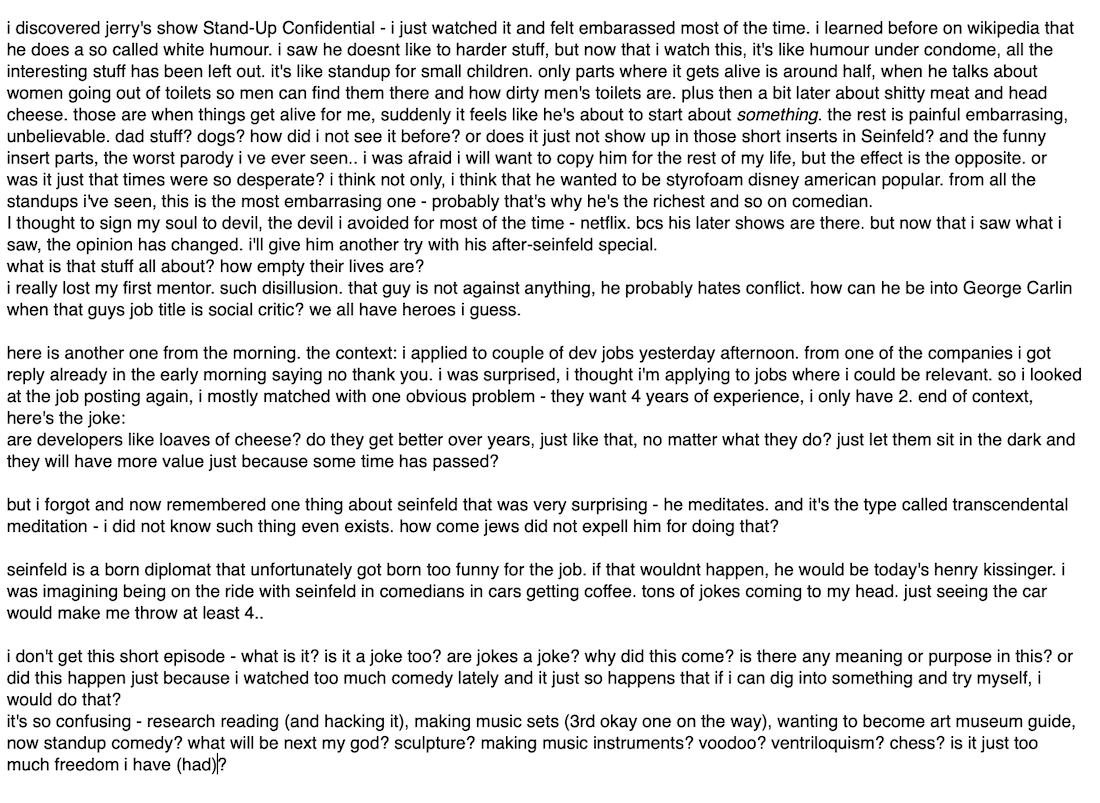 i discovered jerry's show Stand-Up Confidential - i just watched it and felt embarassed most of the time. i learned before on wikipedia that
he does a so called white humour. i saw he doesnt like to harder stuff, but now that i watch this, it's like humour under condome, all the
interesting stuff has been left out. it's like standup for small children. only parts where it gets alive is around half, when he talks about
women going out of toilets so men can find them there and how dirty men's toilets are. plus then a bit later about shitty meat and head
cheese. those are when things get alive for me, suddenly it feels like he's about to start about something. the rest is painful embarrasing,
unbelievable. dad stuff? dogs? how did i not see it before? or does it just not show up in those short inserts in Seinfeld? and the funny
insert parts, the worst parody i ve ever seen.. i was afraid i will want to copy him for the rest of my life, but the effect is the opposite. or
was it just that times were so desperate? i think not only, i think that he wanted to be styrofoam disney american popular. from all the
standups i've seen, this is the most embarrasing one - probably that's why he's the richest and so on comedian.
I thought to sign my soul to devil, the devil i avoided for most of the time - netflix. bcs his later shows are there. but now that i saw what i
saw, the opinion has changed. i'll give him another try with his after-seinfeld special.
what is that stuff all about? how empty their lives are?
i really lost my first mentor. such disillusion. that guy is not against anything, he probably hates conflict. how can he be into George Carlin
when that guys job title is social critic? we all have heroes i guess.
here is another one from the morning. the context: i applied to couple of dev jobs yesterday afternoon. from one of the companies i got
reply already in the early morning saying no thank you. i was surprised, i thought i'm applying to jobs where i could be relevant. so i looked
at the job posting again, i mostly matched with one obvious problem - they want 4 years of experience, i only have 2. end of context,
here's the joke:
are developers like loaves of cheese? do they get better over years, just like that, no matter what they do? just let them sit in the dark and
they will have more value just because some time has passed?
but i forgot and now remembered one thing about seinfeld that was very surprising - he meditates. and it's the type called transcendental
meditation - i did not know such thing even exists. how come jews did not expell him for doing that?
seinfeld is a born diplomat that unfortunately got born too funny for the job. if that wouldnt happen, he would be today's henry kissinger. i
was imagining being on the ride with seinfeld in comedians in cars getting coffee. tons of jokes coming to my head. just seeing the car
would make me throw at least 4..
i don't get this short episode - what is it? is it a joke too? are jokes a joke? why did this come? is there any meaning or purpose in this? or
did this happen just because i watched too much comedy lately and it just so happens that if i can dig into something and try myself, i
would do that?
it's so confusing - research reading (and hacking it), making music sets (3rd okay one on the way), wanting to become art museum guide,
now standup comedy? what will be next my god? sculpture? making music instruments? voodoo? ventriloquism? chess? is it just too
much freedom i have (had)?